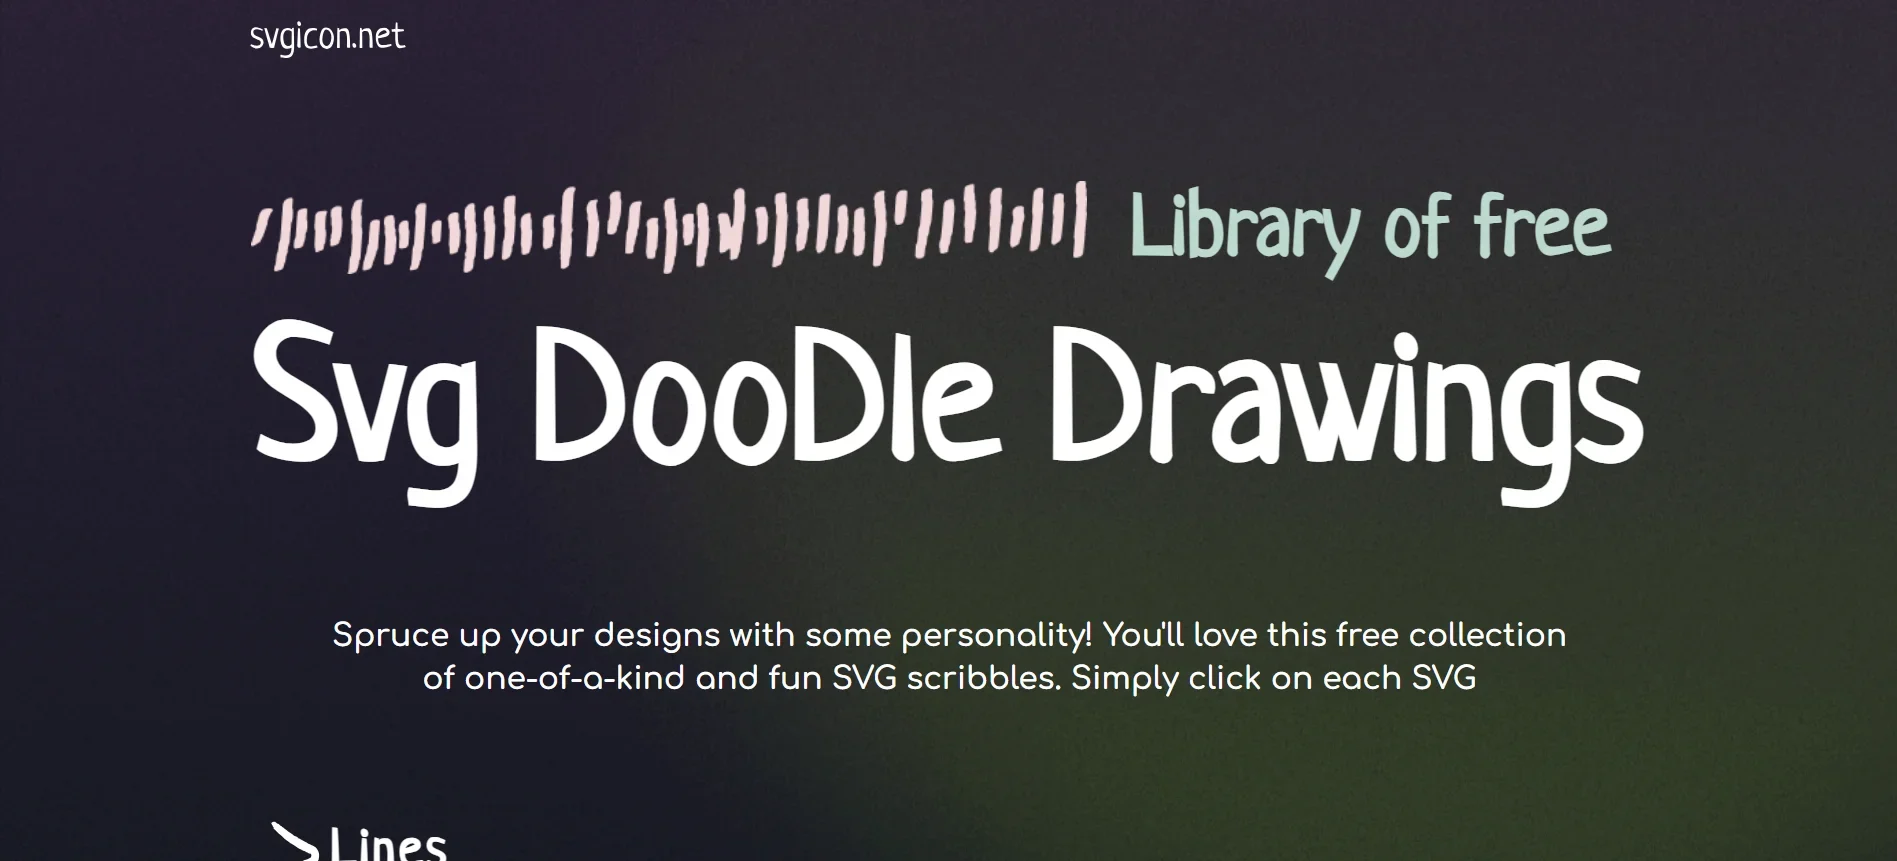 svgicon.net
Library of free
Svg DooDle Drawings
Spruce up your designs with some personality! You'll love this free collection
of one-of-a-kind and fun SVG scribbles. Simply click on each SVG
Lines